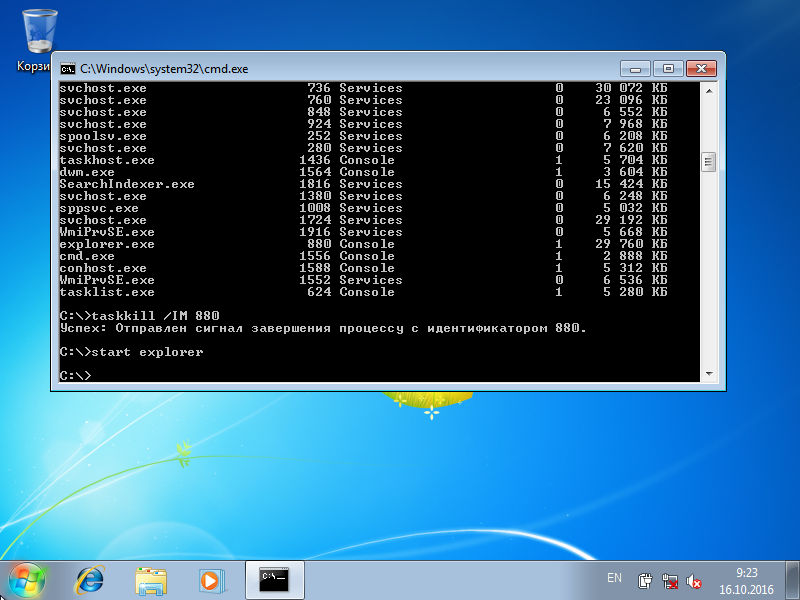 Корзи
C:\Windows\system32\cmd.exe
svchost.exe 736 Services 0 30 072 КБ
svchost.exe 760 Services 0 23 096 КБ
svchost.exe 848 Services 0 6 552 КБ
svchost.exe 924 Services 0 7 968 КБ
spoolsv.exe 252 Services 0 6 208 КБ
svchost.exe 280 Services 0 7 620 КБ
taskhost.exe 1436 Console 1 5 704 КБ
dwm.exe 1564 Console 1 3 604 КБ
SearchIndexer.exe 1816 Services 0 15 424 КБ
svchost.exe 1380 Services 0 6 248 КБ
sppsvc.exe 1008 Services 0 5 032 КБ
svchost.exe 1724 Services 0 29 192 КБ
WmiPrvSE.exe 1916 Services 0 5 668 КБ
explorer.exe 880 Console 1 29 760 КБ
cmd.exe 1556 Console 1 2 888 КБ
conhost.exe 1588 Console 1 5 312 КБ
WmiPrvSE.exe 1552 Services 0 6 536 КБ
tasklist.exe 624 Console 1 5 280 КБ
C:\>taskkill /IM 880
Успех: Отправлен сигнал завершения процессу с идентификатором 880.
C:\>start explorer
C:\>
C:\_
EN
9:23
16.10.2016